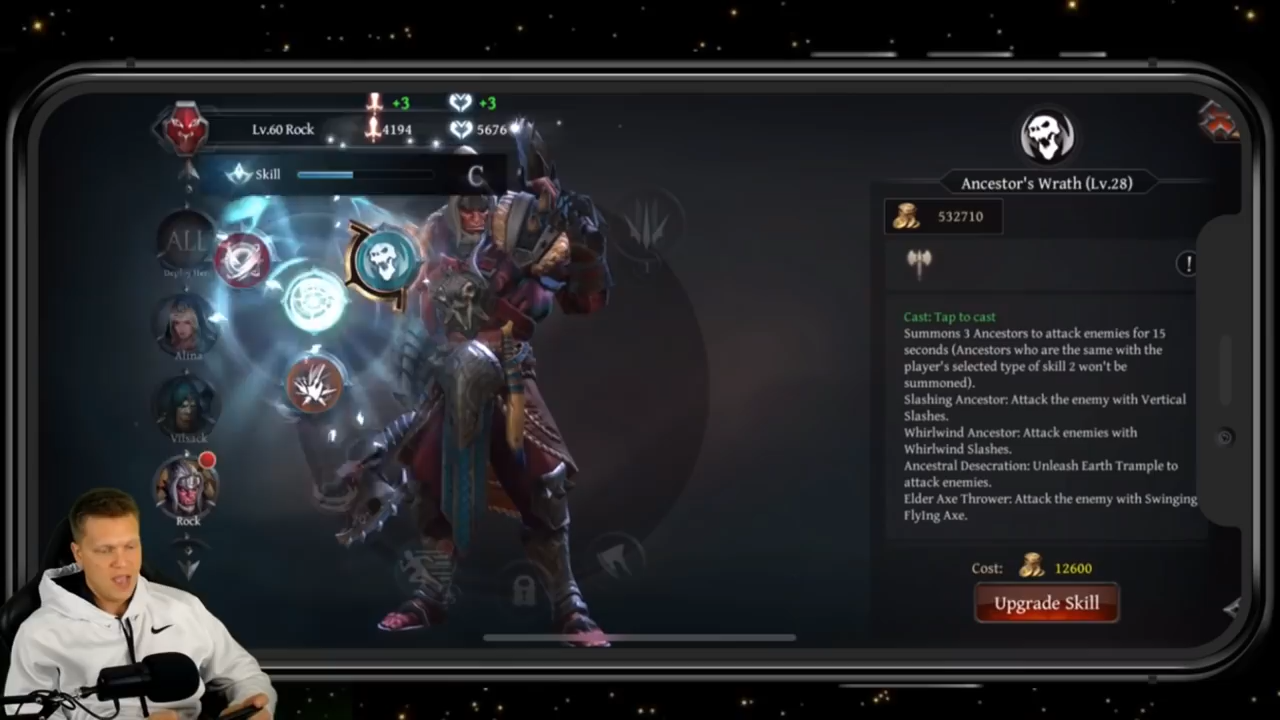 +3
+3
Lv.60 Rock
4194
5676
Skill
C
ALL
Deploy Her
Alina
Vilsack
Rock
1
Ancestor's Wrath (Lv.28)
532710
!
Cast: Tap to cast
Summons 3 Ancestors to attack enemies for 15
seconds (Ancestors who are the same with the
player's selected type of skill 2 won't be
summoned).
Slashing Ancestor: Attack the enemy with Vertical
Slashes.
Whirlwind Ancestor: Attack enemies with
Whirlwind Slashes.
Ancestral Desecration: Unleash Earth Trample to
attack enemies.
Elder Axe Thrower: Attack the enemy with Swinging
FlyIng Axe.
Cost: 12600
Upgrade Skill